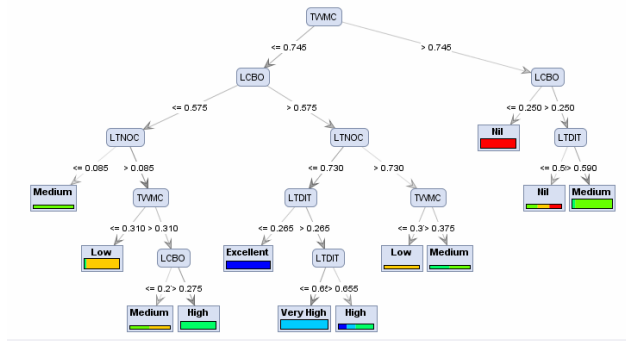 TWMC
<= 0.745 > 0.745
LCBO LCBO
<= 0.575 > 0.575 <= 0.250 > 0.250
LTNOC LTNOC Nil LTDIT
<= 0.085 > 0.085 <= 0.730 > 0.730 <= 0.5 > 0.590
Medium TWMC LTDIT TWMC Nil Medium
<= 0.310 > 0.310 <= 0.265 > 0.265 <= 0.3 > 0.375
Low LCBO Excellent LTDIT Low Medium
<= 0.2 > 0.275 <= 0.6 > 0.655
Medium High Very High High